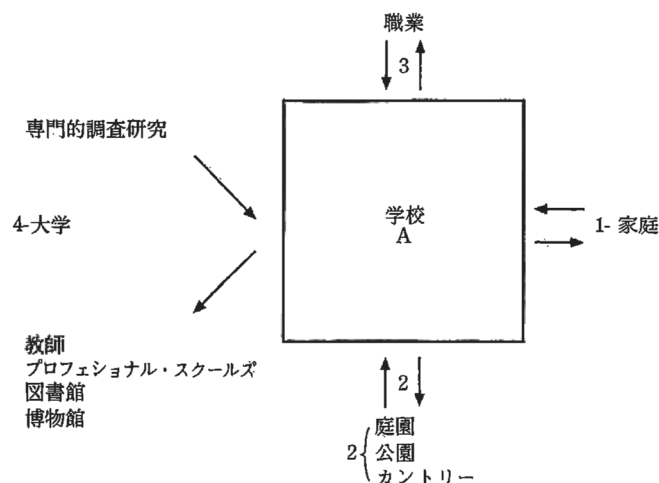 職業
3
専門的調査研究
4-大学
学校
A
1- 家庭
教師
プロフェショナル・スクールズ
図書館
博物館
2
庭園
2 公園
カントリー